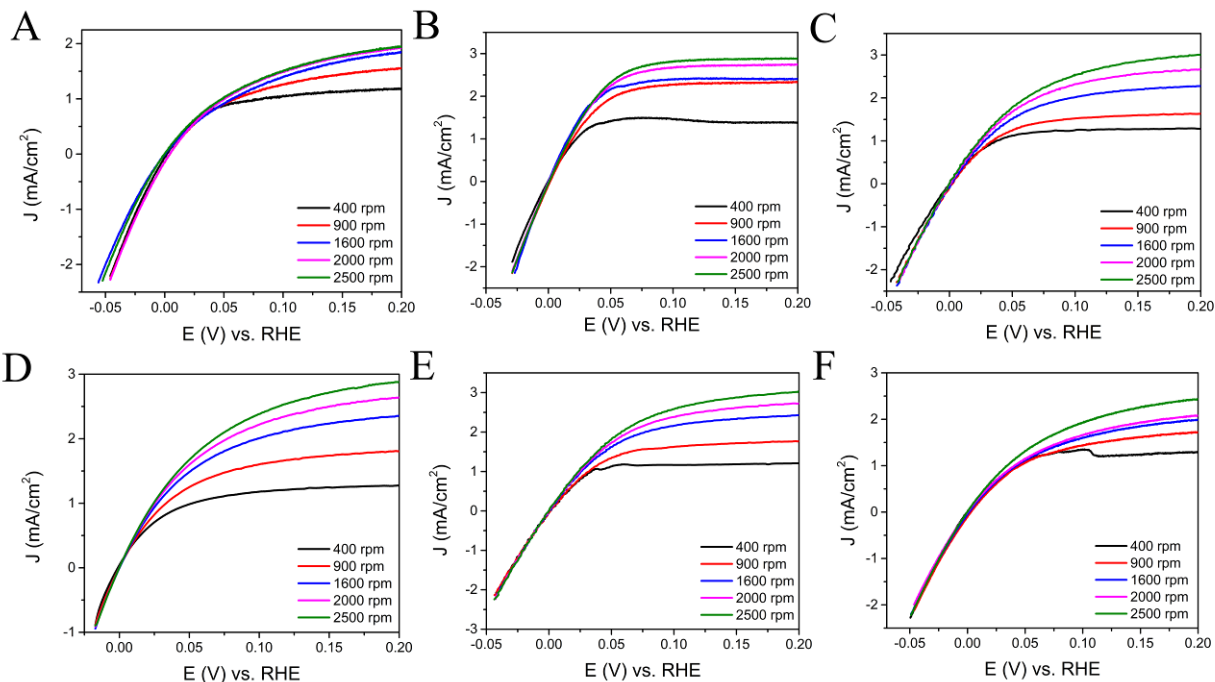 A
J (mA/cm²)
2
1
0
-1
-2
400 rpm
900 rpm
1600 rpm
2000 rpm
2500 rpm
-0.05 0.00 0.05 0.10 0.15 0.20
E (V) vs. RHE
B
J (mA/cm²)
3
2
1
0
-1
-2
400 rpm
900 rpm
1600 rpm
2000 rpm
2500 rpm
-0.05 0.00 0.05 0.10 0.15 0.20
E (V) vs. RHE
C
J (mA/cm²)
3
2
1
0
-1
-2
400 rpm
900 rpm
1600 rpm
2000 rpm
2500 rpm
-0.05 0.00 0.05 0.10 0.15 0.20
E (V) vs. RHE
D
J (mA/cm²)
3
2
1
0
-1
400 rpm
900 rpm
1600 rpm
2000 rpm
2500 rpm
0.00 0.05 0.10 0.15 0.20
E (V) vs. RHE
E
J (mA/cm²)
3
2
1
0
-1
-2
-3
400 rpm
900 rpm
1600 rpm
2000 rpm
2500 rpm
-0.05 0.00 0.05 0.10 0.15 0.20
E (V) vs. RHE
F
J (mA/cm²)
3
2
1
0
-1
-2
400 rpm
900 rpm
1600 rpm
2000 rpm
2500 rpm
-0.05 0.00 0.05 0.10 0.15 0.20
E (V) vs. RHE